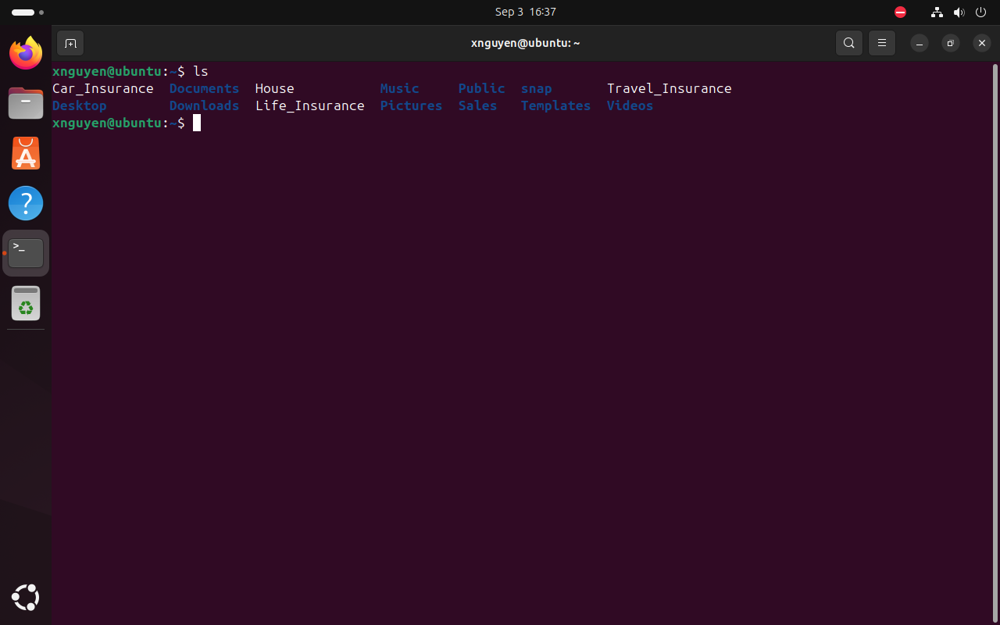 Sep 3 16:37
xnguyen@ubuntu: ~
xnguyen@ubuntu:~$ ls
Car_Insurance Documents House Music Public snap Travel_Insurance
Desktop Downloads Life_Insurance Pictures Sales Templates Videos
xnguyen@ubuntu:~$